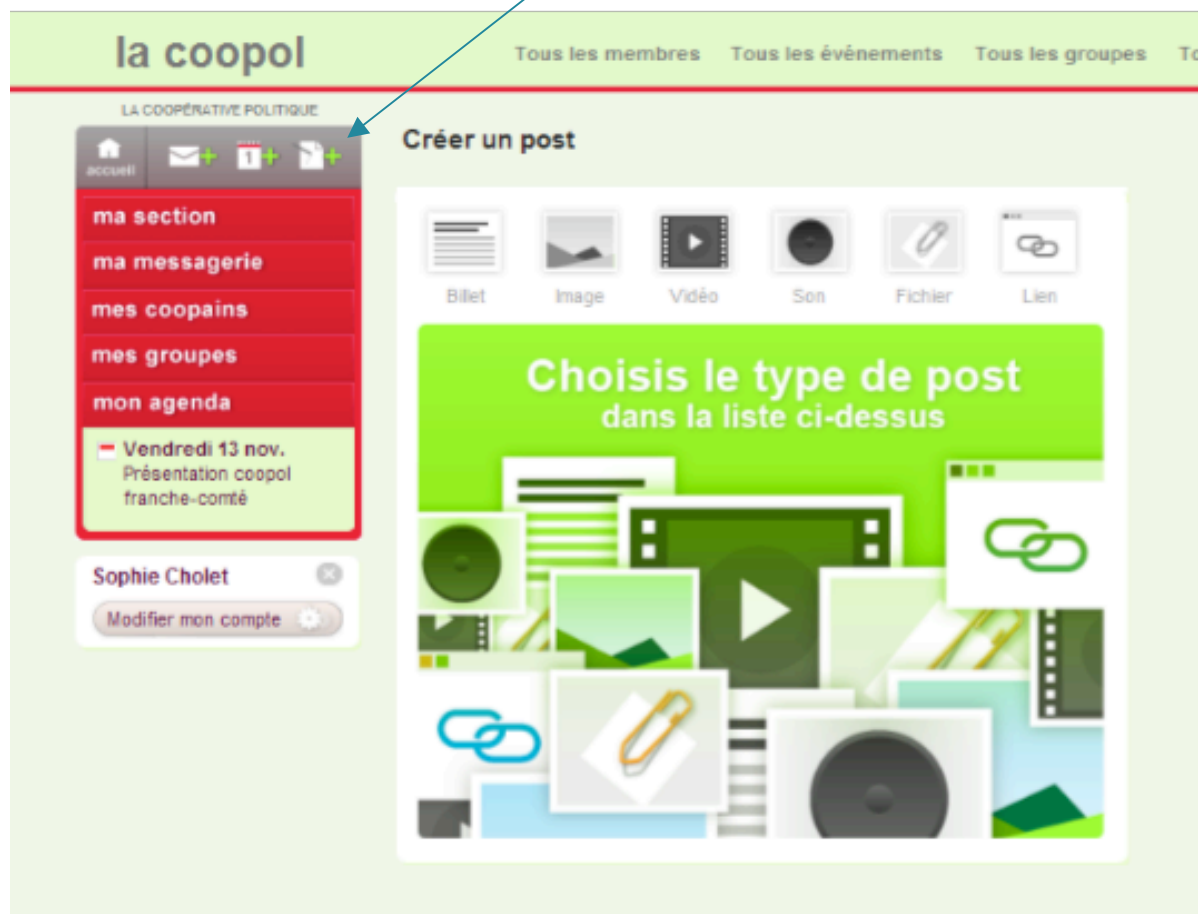 la coopol
Tous les membres Tous les évènements Tous les groupes
LA COOPÉRATIVE POLITIQUE
accueil
1
Créer un post
ma section
ma messagerie
mes coopains
mes groupes
mon agenda
Vendredi 13 nov.
Présentation coopol
franche-comté
Sophie Cholet
Modifier mon compte
Billet Image Vidéo Son Fichier Lien
Choisis le type de post
dans la liste ci-dessus